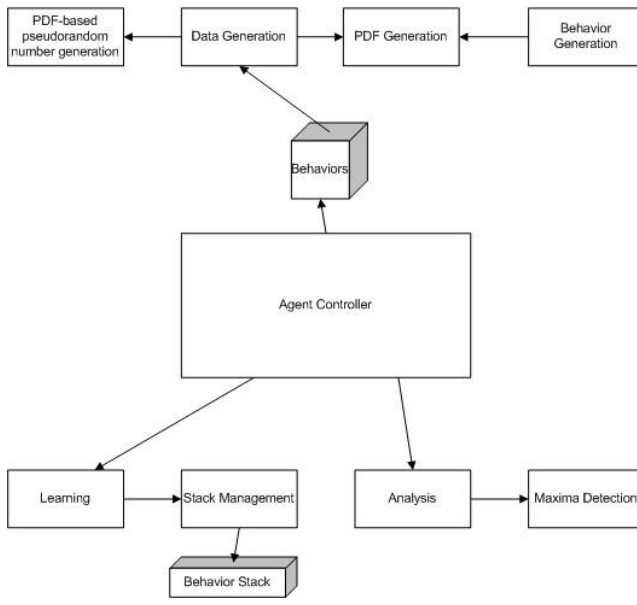 PDF-based
pseudorandom
number generation
Data Generation
PDF Generation
Behavior
Generation
Behaviors
Agent Controller
Learning
Stack Management
Analysis
Maxima Detection
Behavior Stack